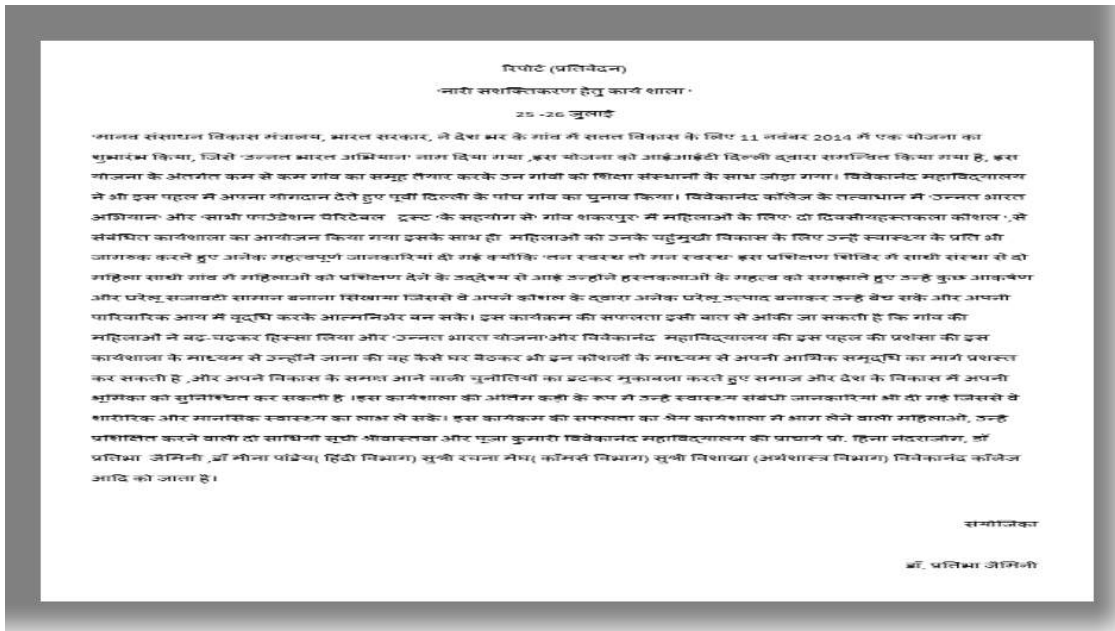 रिपोर्ट (प्रतिवेदन)
'नारी सशक्तिकरण हेतु कार्य शाला '
25 -26 जुलाई
'मानव संसाधन विकास मंत्रालय, भारत सरकार, ने देश भर के गांव में सतत विकास के लिए 11 नवंबर 2014 में एक योजना का
शुभारंभ किया, जिसे 'उन्नत भारत अभियान' नाम दिया गया ,इस योजना को आईआईटी दिल्ली द्वारा समन्वित किया गया है, इस
योजना के अंतर्गत कम से कम गांव का समूह तैयार करके उन गांवों को शिक्षा संस्थानों के साथ जोड़ा गया। विवेकानंद महाविद्यालय
ने भी इस पहल में अपना योगदान देते हुए पूर्वी दिल्ली के पांच गांव का चुनाव किया। विवेकानंद कॉलेज के तत्वाधान में 'उन्नत भारत
अभियान' और 'साथी फाउंडेशन चैरिटेबल ट्रस्ट 'के सहयोग से' गांव शकरपुर' में महिलाओं के लिए' दो दिवसीयहस्तकला कौशल ',से
संबंधित कार्यशाला का आयोजन किया गया इसके साथ ही महिलाओं को उनके चहुंमुखी विकास के लिए उन्हें स्वास्थ्य के प्रति भी
जागरुक करते हुए अनेक महत्वपूर्ण जानकारियां दी गई क्योंकि 'तन स्वस्थ तो मन स्वस्थ' इस प्रशिक्षण शिविर में साथी संस्था से दो
महिला साथी गांव में महिलाओं को प्रशिक्षण देने के उद्देश्य से आई उन्होंने हस्तकलाओं के महत्व को समझाते हुए उन्हें कुछ आकर्षण
और घरेलू सजावटी सामान बनाना सिखाया जिससे वे अपने कौशल के द्वारा अनेक घरेलू उत्पाद बनाकर उन्हें बेच सके और अपनी
पारिवारिक आय में वृद्धि करके आत्मनिर्भर बन सके। इस कार्यक्रम की सफलता इसी बात से आंकी जा सकती है कि गांव की
महिलाओं ने बढ़-चढ़कर हिस्सा लिया और 'उन्नत भारत योजना'और विवेकानंद महाविद्यालय की इस पहल की प्रशंसा की इस
कार्यशाला के माध्यम से उन्होंने जाना की वह कैसे घर बैठकर भी इन कौशलों के माध्यम से अपनी आर्थिक समृद्धि का मार्ग प्रशस्त
कर सकती है ,और अपने विकास के समक्ष आने वाली चुनौतियों का डटकर मुकाबला करते हुए समाज और देश के विकास में अपनी
भूमिका को सुनिश्चित कर सकती है ।इस कार्यशाला की अंतिम कड़ी के रूप में उन्हें स्वास्थ्य संबंधी जानकारियां भी दी गई जिससे वे
शारीरिक और मानसिक स्वास्थ्य का लाभ ले सके। इस कार्यक्रम की सफलता का श्रेय कार्यशाला में भाग लेने वाली महिलाओं, उन्हें
प्रशिक्षित करने वाली दो साथियों सूची श्रीवास्तवा और पूजा कुमारी विवेकानंद महाविद्यालय की प्राचार्य प्रो. हिना नंदराजोग, डॉ
प्रतिभा जैमिनी ,डॉ मीना पांडेय( हिंदी विभाग) सुश्री रचना मेघ( कॉमर्स विभाग) सुश्री विशाखा (अर्थशास्त्र विभाग) विवेकानंद कॉलेज
आदि को जाता है।
संयोजिका
डॉ. प्रतिभा जैमिनी